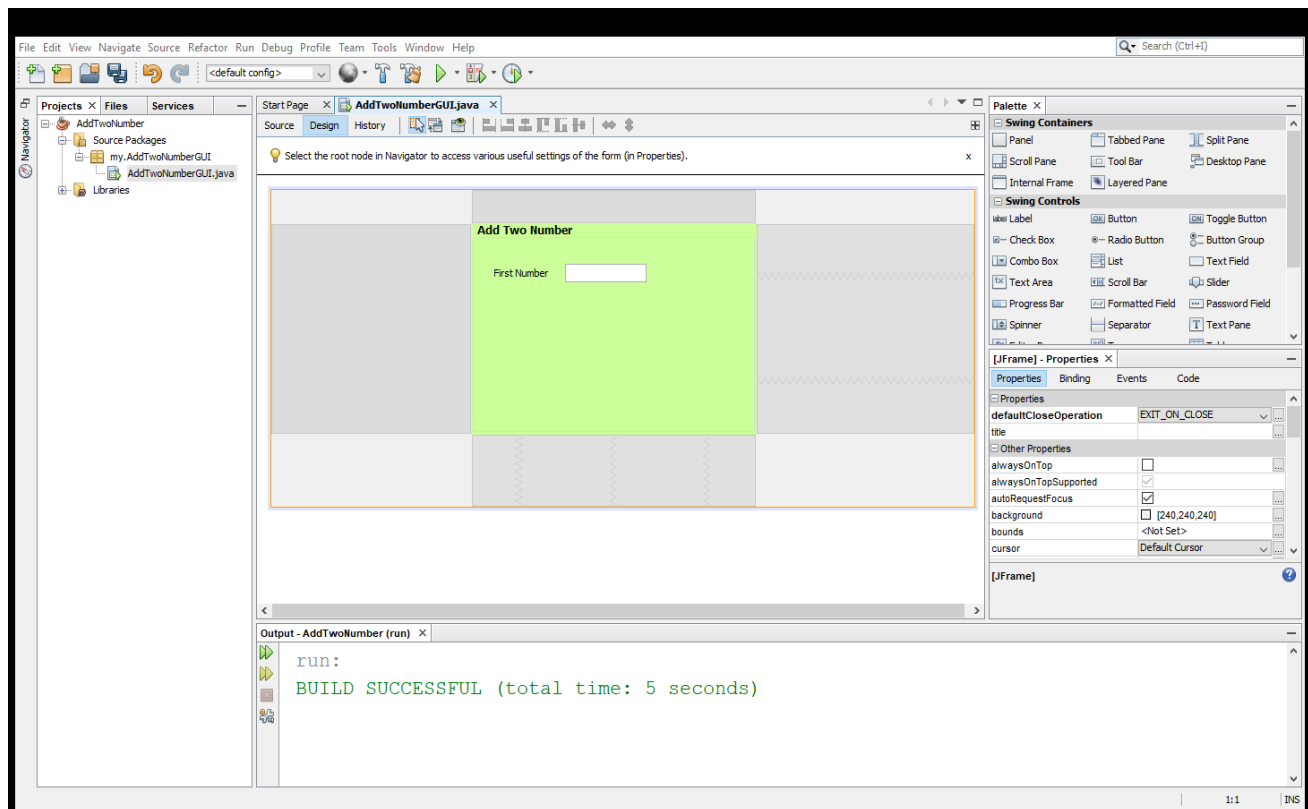 File Edit View Navigate Source Refactor Run Debug Profile Team Tools Window Help
Search (Ctrl+I)
<default config>
Projects Files Services
Start Page AddTwoNumberGUI.java
Palette
Navigator
AddTwoNumber
Source Packages
my.AddTwoNumberGUI
AddTwoNumberGUI.java
Libraries
Source Design History
Select the root node in Navigator to access various useful settings of the form (in Properties). x
Add Two Number
First Number
Swing Containers
Panel Tabbed Pane Split Pane
Scroll Pane Tool Bar Desktop Pane
Internal Frame Layered Pane
Swing Controls
label Label OK Button ON Toggle Button
Check Box Radio Button Button Group
Combo Box List Text Field
Text Area Scroll Bar Slider
Progress Bar Formatted Field Password Field
Spinner Separator T Text Pane
[JFrame] - Properties
Properties Binding Events Code
Properties
defaultCloseOperation EXIT_ON_CLOSE ...
title ...
Other Properties
alwaysOnTop ...
alwaysOnTopSupported
autoRequestFocus ...
background [240,240,240] ...
bounds <Not Set> ...
cursor Default Cursor ...
[JFrame]
Output - AddTwoNumber (run)
run:
BUILD SUCCESSFUL (total time: 5 seconds)
1:1 INS